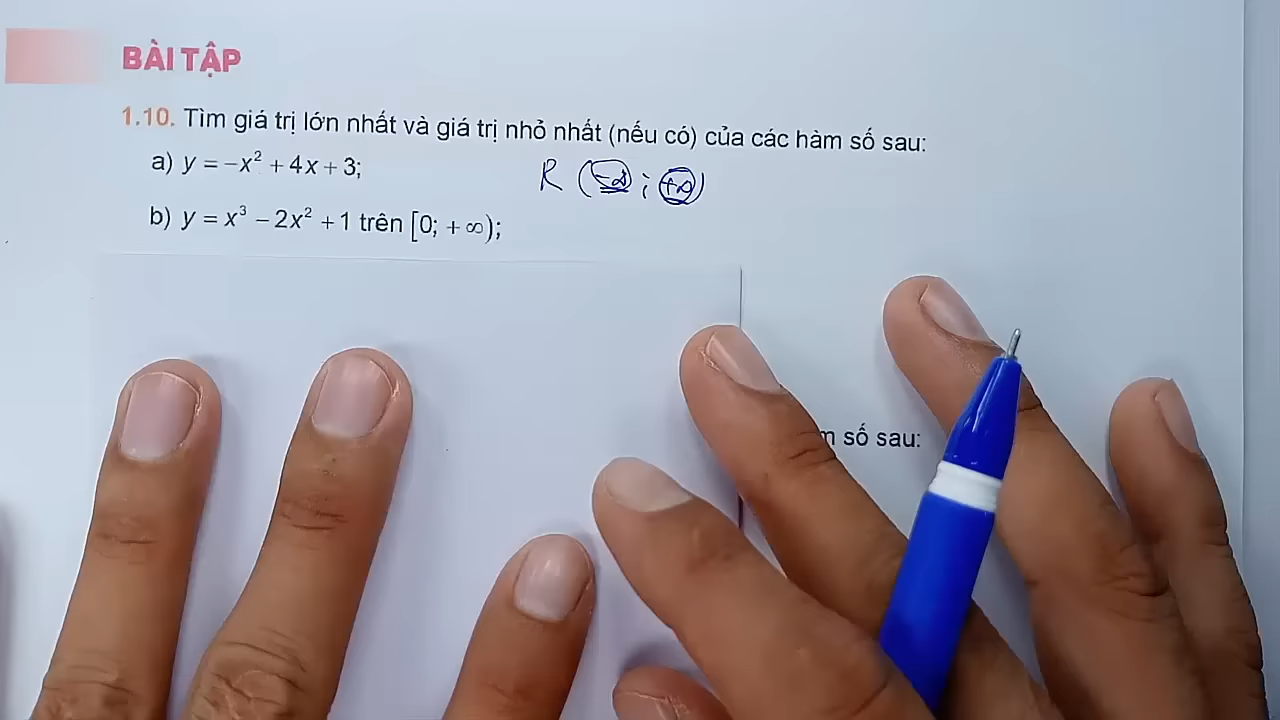 BÀI TẬP
1.10. Tìm giá trị lớn nhất và giá trị nhỏ nhất (nếu có) của các hàm số sau:
a) y = −x² + 4x + 3;
R (−∞ ; +∞)
b) y = x³ − 2x² + 1 trên [0; + ∞);
số sau: